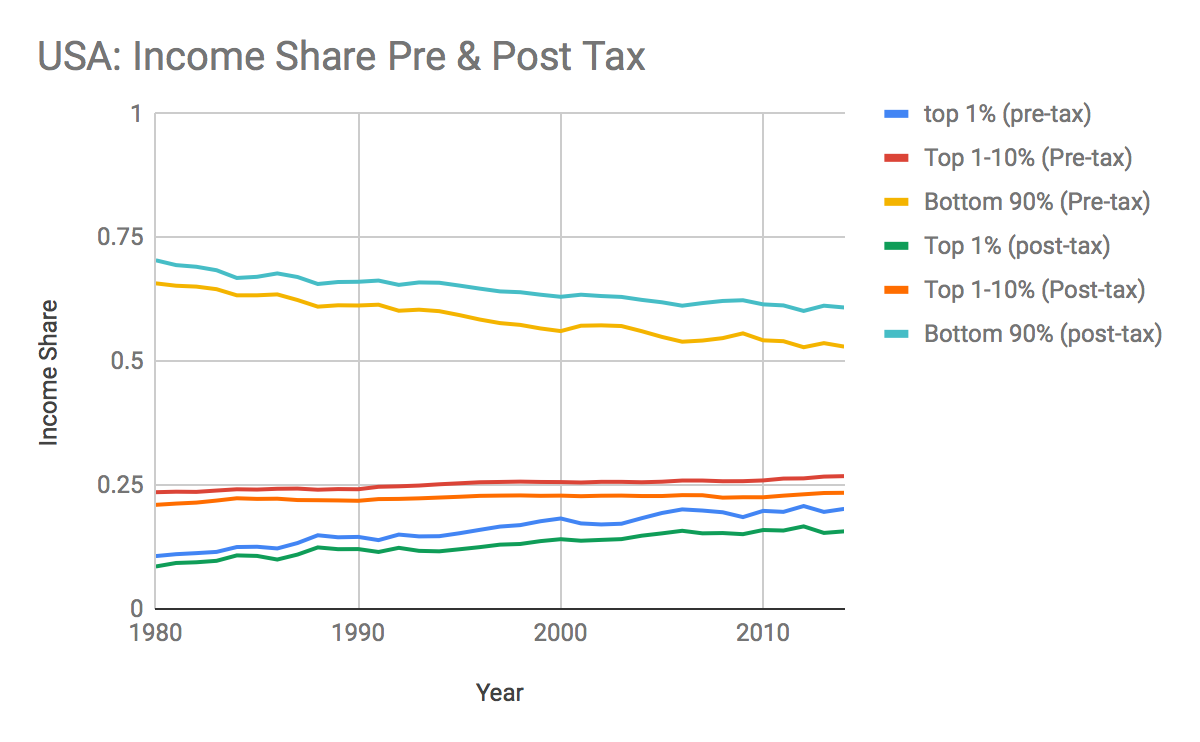 USA: Income Share Pre & Post Tax
1
0.75
0.5
0.25
0
Income Share
1980
1990
2000
2010
Year
top 1% (pre-tax)
Top 1-10% (Pre-tax)
Bottom 90% (Pre-tax)
Top 1% (post-tax)
Top 1-10% (Post-tax)
Bottom 90% (post-tax)